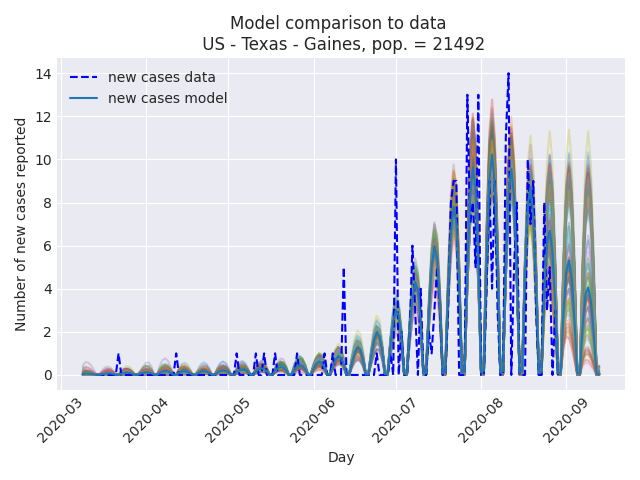 Model comparison to data
US - Texas - Gaines, pop. = 21492
new cases data
new cases model
Number of new cases reported
14
12
10
8
6
4
2
0
2020-03
2020-04
2020-05
2020-06
2020-07
2020-08
2020-09
Day